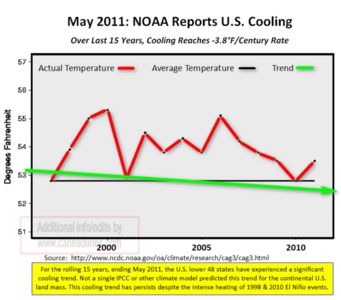 May 2011: NOAA Reports U.S. Cooling
Over Last 15 Years, Cooling Reaches -3.8°F/Century Rate
57
Actual Temperature Average Temperature Trend
56
55
54
53
52
51
Degrees Fahrenheit
2000 2005 2010
Additional info/edits by
www.c3headlines.com
Source: http://www.ncdc.noaa.gov/oa/climate/research/cag3/cag3.html
For the rolling 15 years, ending May 2011, the U.S. lower 48 states have experienced a significant
cooling trend. Not a single IPCC or other climate model predicted this trend for the continental U.S.
land mass. This cooling trend has persists despite the intense heating of 1998 & 2010 El Niño events.